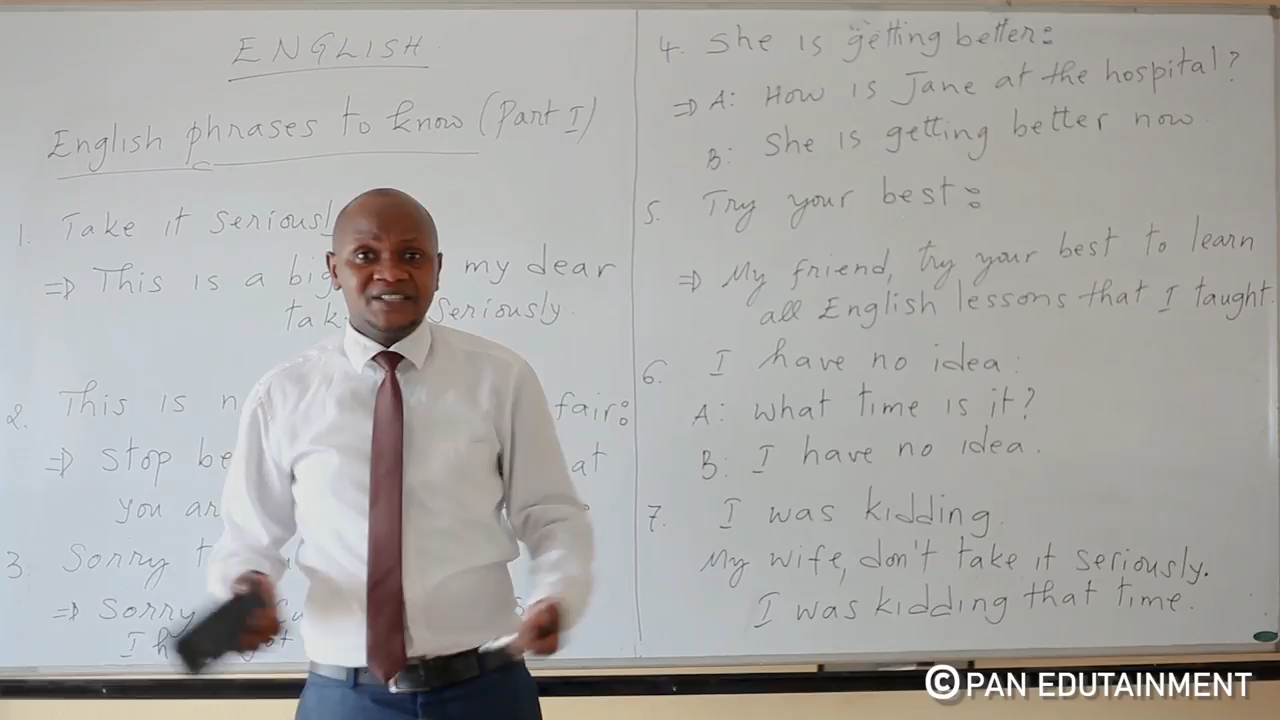 ENGLISH
English phrases to know (Part I)
1. Take it seriousl
⇒ This is a big my dear
tak seriously.
2. This is n fair:
⇒ Stop be at
you ar
3. Sorry t
⇒ Sorry
I h
4. She is getting better:
⇒ A: How is Jane at the hospital?
B: She is getting better now.
5. Try your best:
⇒ My friend, try your best to learn
all English lessons that I taught.
6. I have no idea:
A: What time is it?
B: I have no idea.
7. I was kidding.
My wife, don't take it seriously.
I was kidding that time.
© PAN EDUTAINMENT